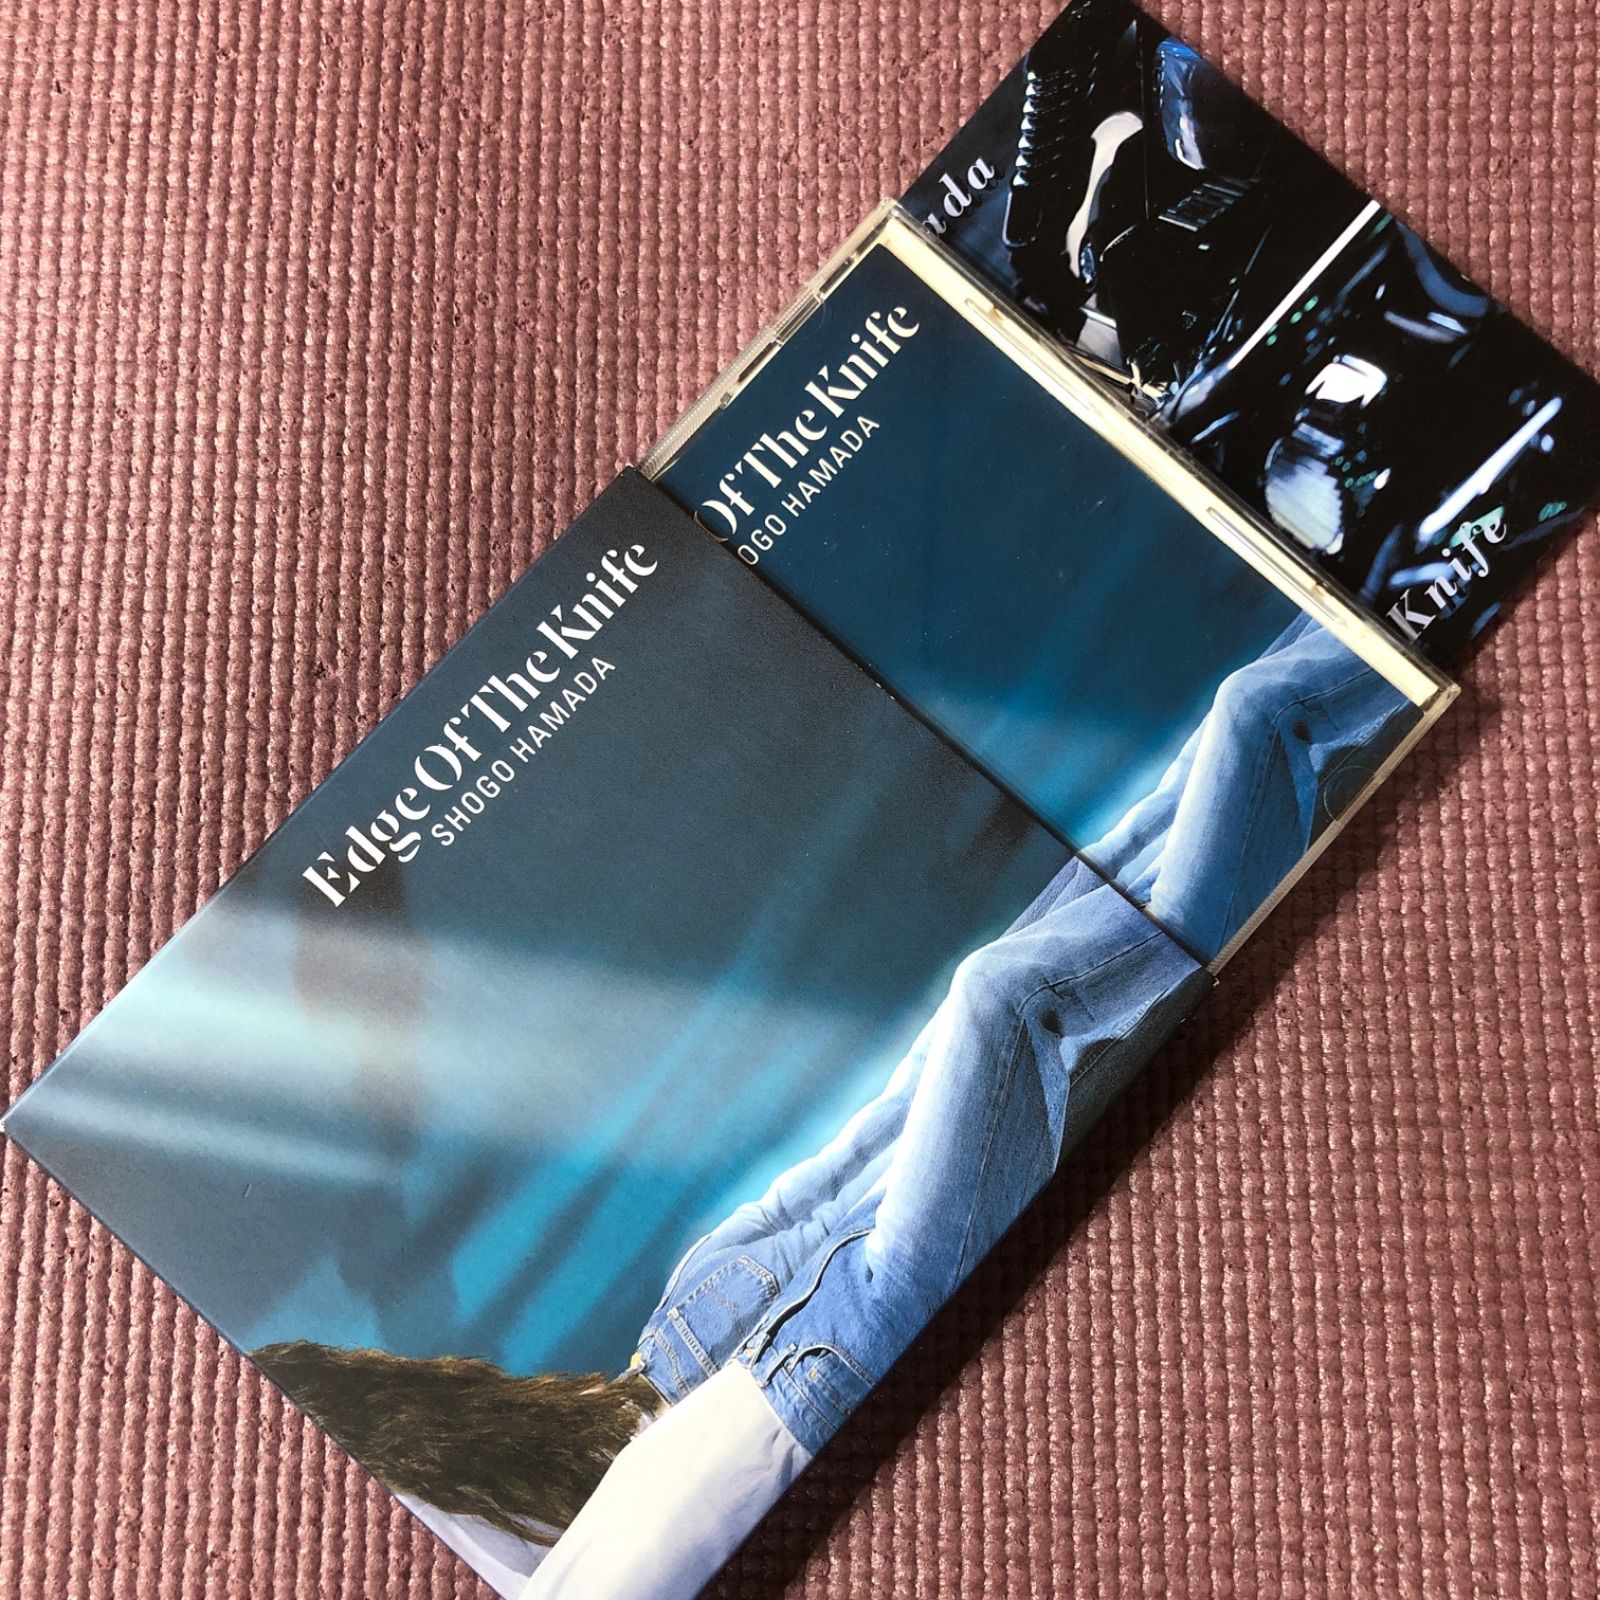 Edge Of The Knife
SHOGO HAMADA
Of The Knife
OGO HAMADA
ada
Knife